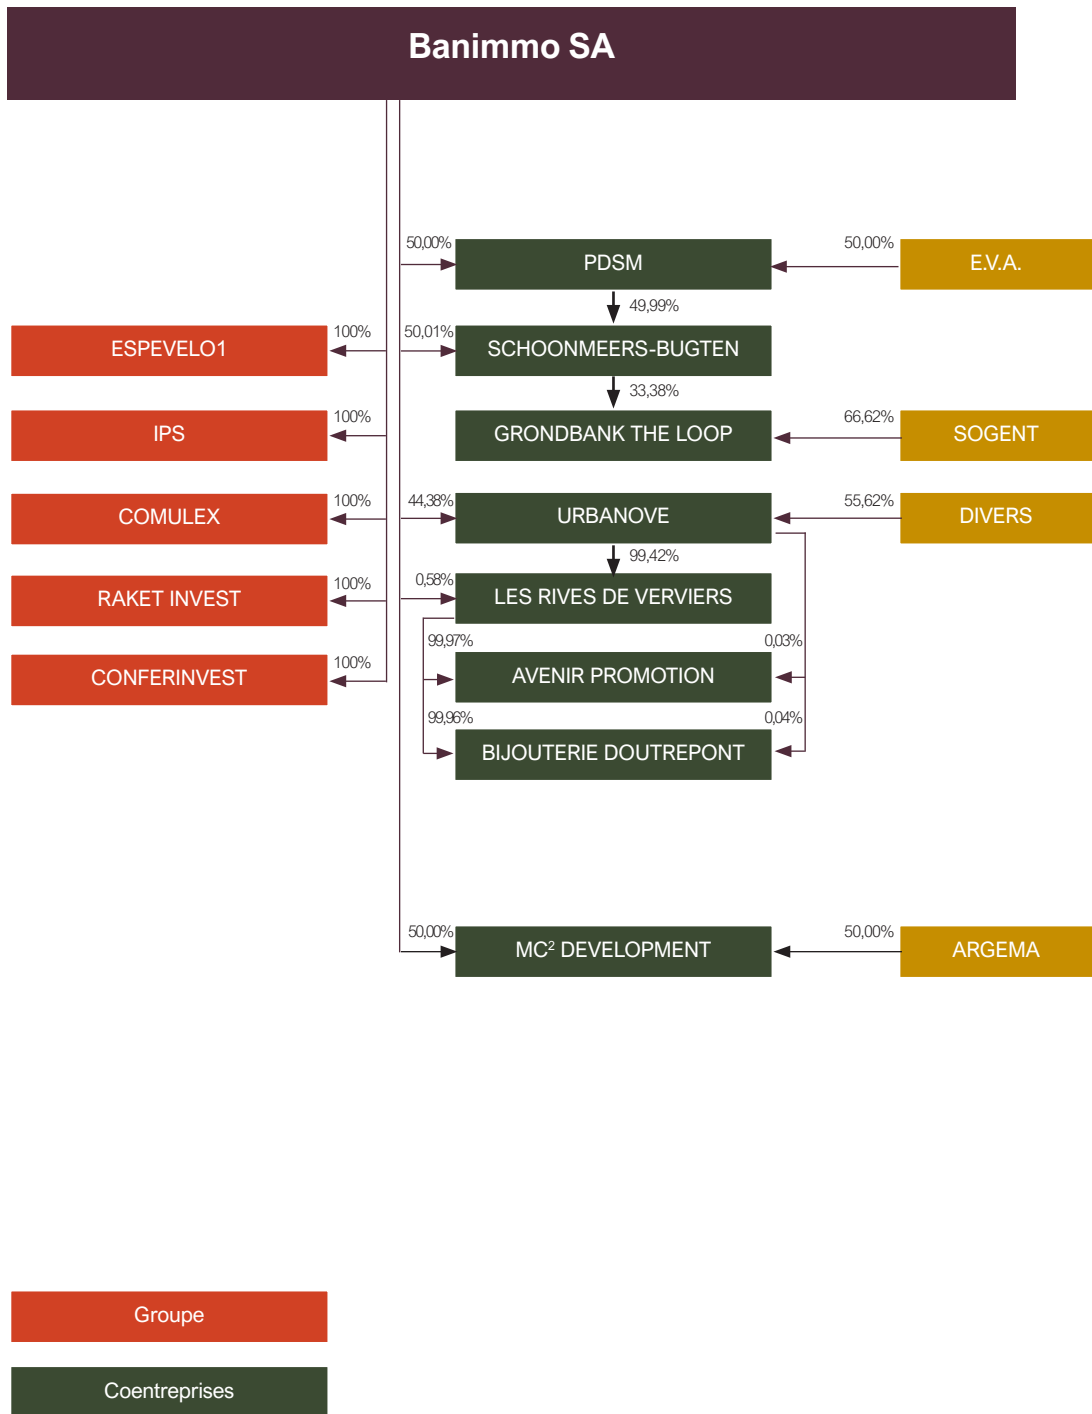 Banimmo SA
50,00%
PDSM
50,00%
E.V.A.
49,99%
ESPEVELO1
100%
50,01%
SCHOONMEERS-BUGTEN
33,38%
IPS
100%
GRONDBANK THE LOOP
66,62%
SOGENT
COMULEX
100%
44,38%
URBANOVE
55,62%
DIVERS
99,42%
RAKET INVEST
100%
0,58%
LES RIVES DE VERVIERS
99,97%
0,03%
CONFERINVEST
100%
AVENIR PROMOTION
99,96%
0,04%
BIJOUTERIE DOUTREPONT
50,00%
MC² DEVELOPMENT
50,00%
ARGEMA
Groupe
Coentreprises